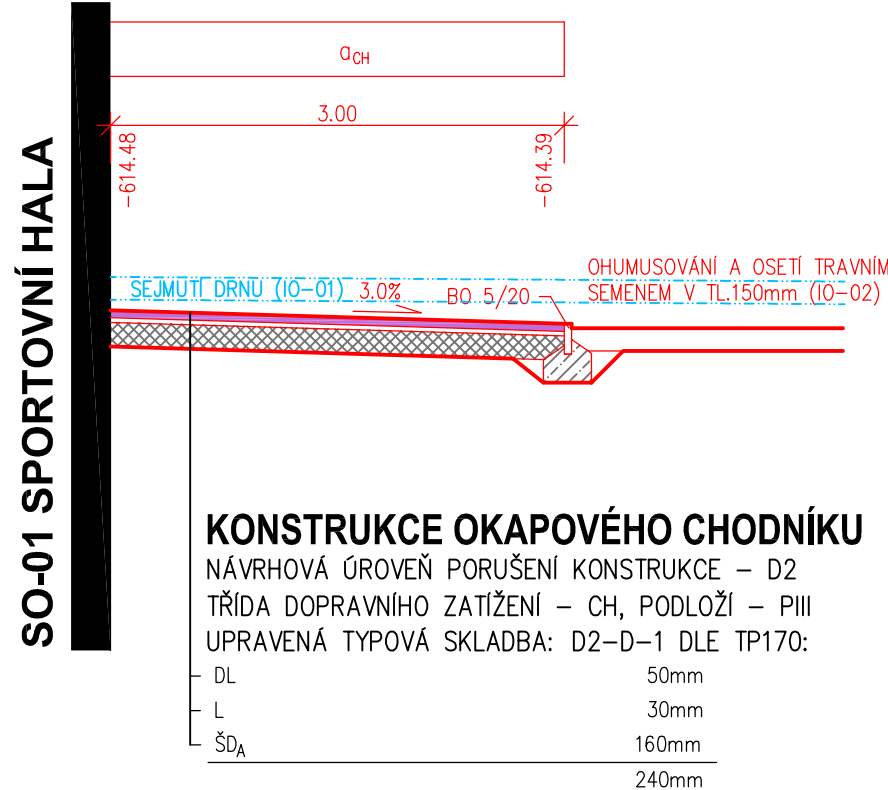 SO-01 SPORTOVNÍ HALA
aCH
3.00
-614.48
-614.39
SEJMUTÍ DRNU (IO-01)
3.0%
BO 5/20
OHUMUSOVÁNÍ A OSETÍ TRAVNÍM
SEMENEM V TL.150mm (IO-02)
KONSTRUKCE OKAPOVÉHO CHODNÍKU
NÁVRHOVÁ ÚROVEŇ PORUŠENÍ KONSTRUKCE – D2
TŘÍDA DOPRAVNÍHO ZATÍŽENÍ – CH, PODLOŽÍ – PIII
UPRAVENÁ TYPOVÁ SKLADBA: D2–D–1 DLE TP170:
DL 50mm
L 30mm
ŠDA 160mm
240mm